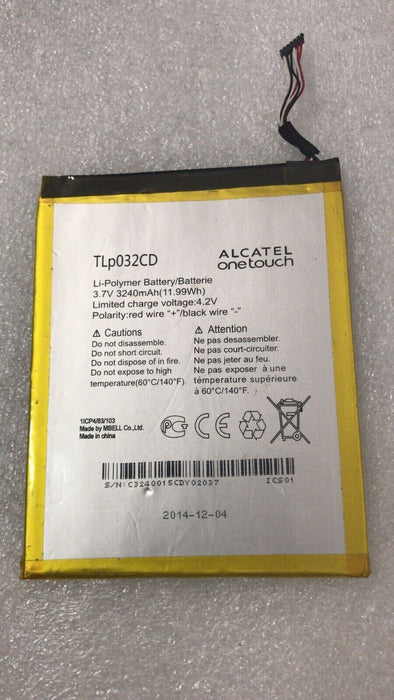 TLp032CD
ALCATEL
onetouch
Li-Polymer Battery/Batterie
3.7V 3240mAh(11.99Wh)
Limited charge voltage:4.2V
Polarity:red wire "+"/black wire "-"
Cautions
Do not disassemble.
Do not short circuit.
Do not dispose of in fire.
Do not expose to high
temperature(60°C/140°F).
Attention
Ne pas desassembler.
Ne pas court-circuiter.
Ne pas jeter au feu.
Ne pas exposer à une
témperature supérieure
à 60°C/140°F.
1ICP4/83/103
Made by MBELL Co.,Ltd.
Made in china
CE
S/N:C3240015CDY02037
ICS01
2014-12-04